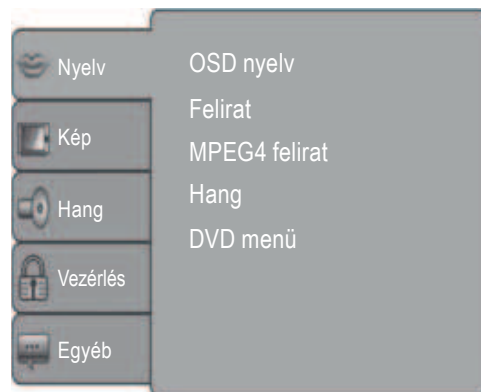 Nyelv
Kép
Hang
Vezérlés
Egyéb
OSD nyelv
Felirat
MPEG4 felirat
Hang
DVD menü